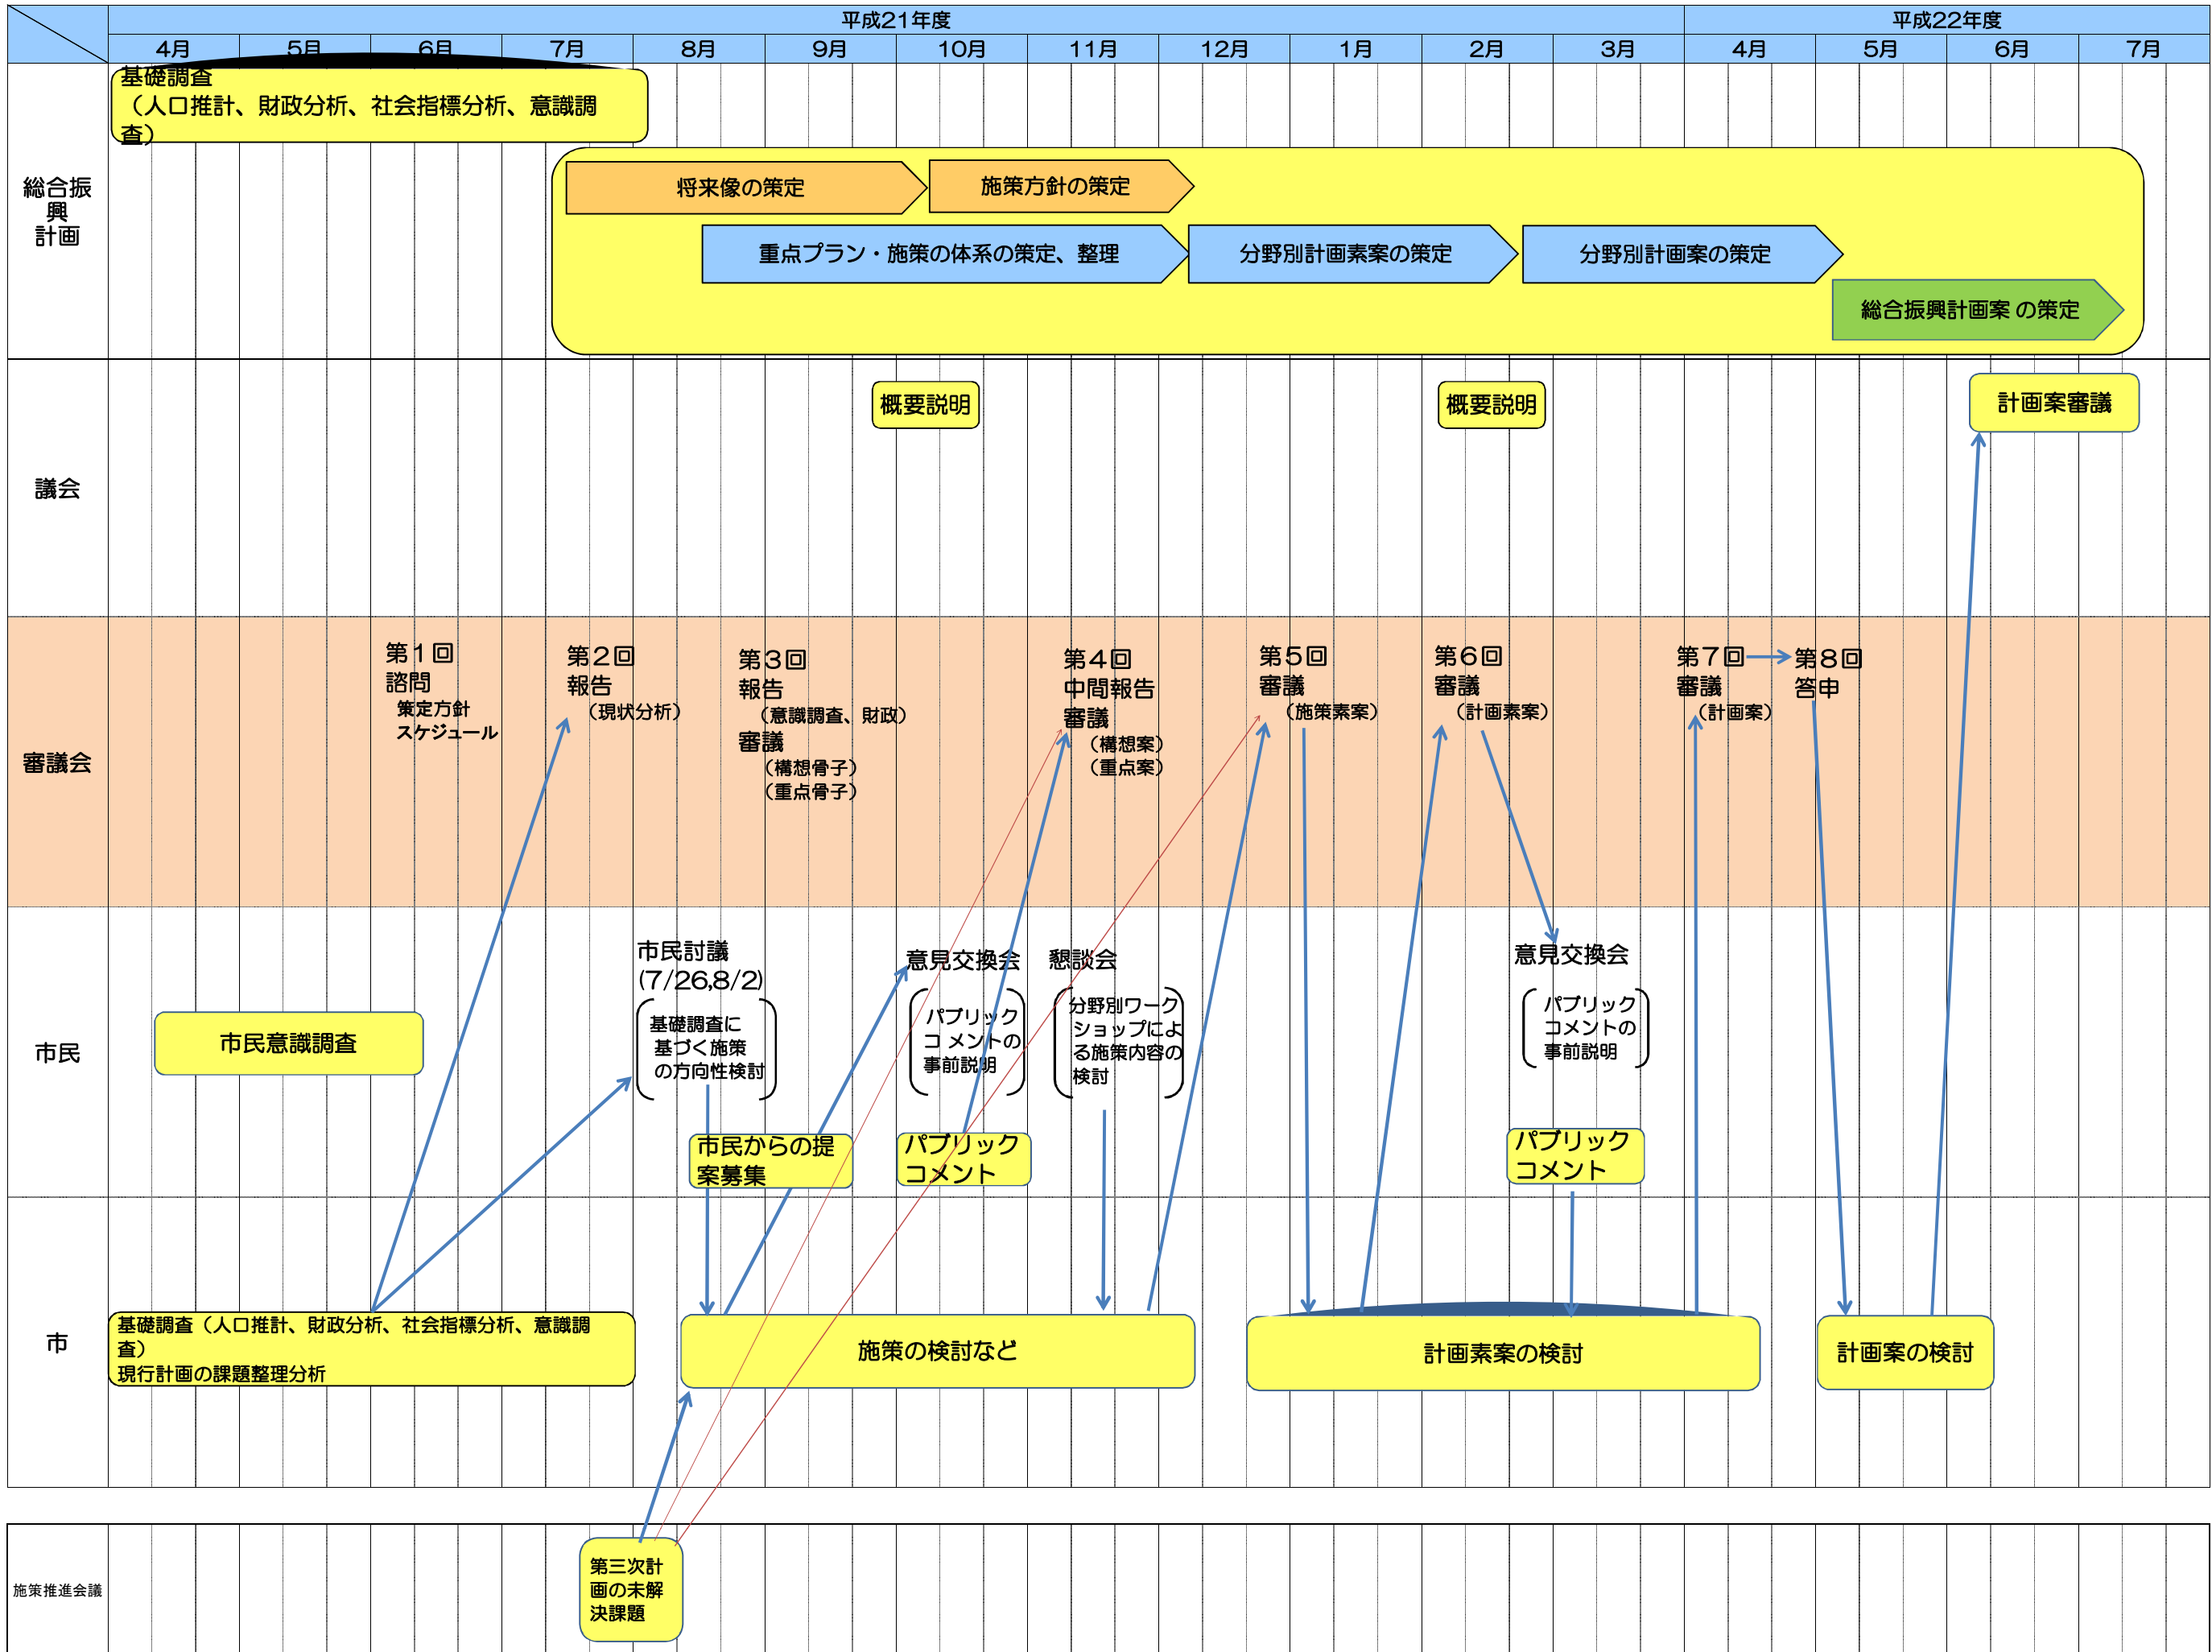 平成21年度
平成22年度
4月
5月
6月
7月
8月
9月
10月
11月
12月
1月
2月
3月
4月
5月
6月
7月
総合振
興
計画
基礎調査
（人口推計、財政分析、社会指標分析、意識調
査）
将来像の策定
施策方針の策定
重点プラン・施策の体系の策定、整理
分野別計画素案の策定
分野別計画案の策定
総合振興計画案 の策定
議会
概要説明
概要説明
計画案審議
審議会
第１回
諮問
策定方針
スケジュール
第２回
報告
（現状分析）
第３回
報告
（意識調査、財政）
審議
（構想骨子）
（重点骨子）
第４回
中間報告
審議
（構想案）
（重点案）
第５回
審議
（施策素案）
第６回
審議
（計画素案）
第７回
審議
（計画案）
第８回
答申
市民
市民意識調査
市民討議
(7/26,8/2)
基礎調査に
基づく施策
の方向性検討
市民からの提
案募集
意見交換会
パブリック
コ メントの
事前説明
パブリック
コメント
懇談会
分野別ワーク
ショップによ
る施策内容の
検討
意見交換会
パブリック
コメントの
事前説明
パブリック
コメント
市
基礎調査（人口推計、財政分析、社会指標分析、意識調
査）
現行計画の課題整理分析
施策の検討など
計画素案の検討
計画案の検討
施策推進会議
第三次計
画の未解
決課題